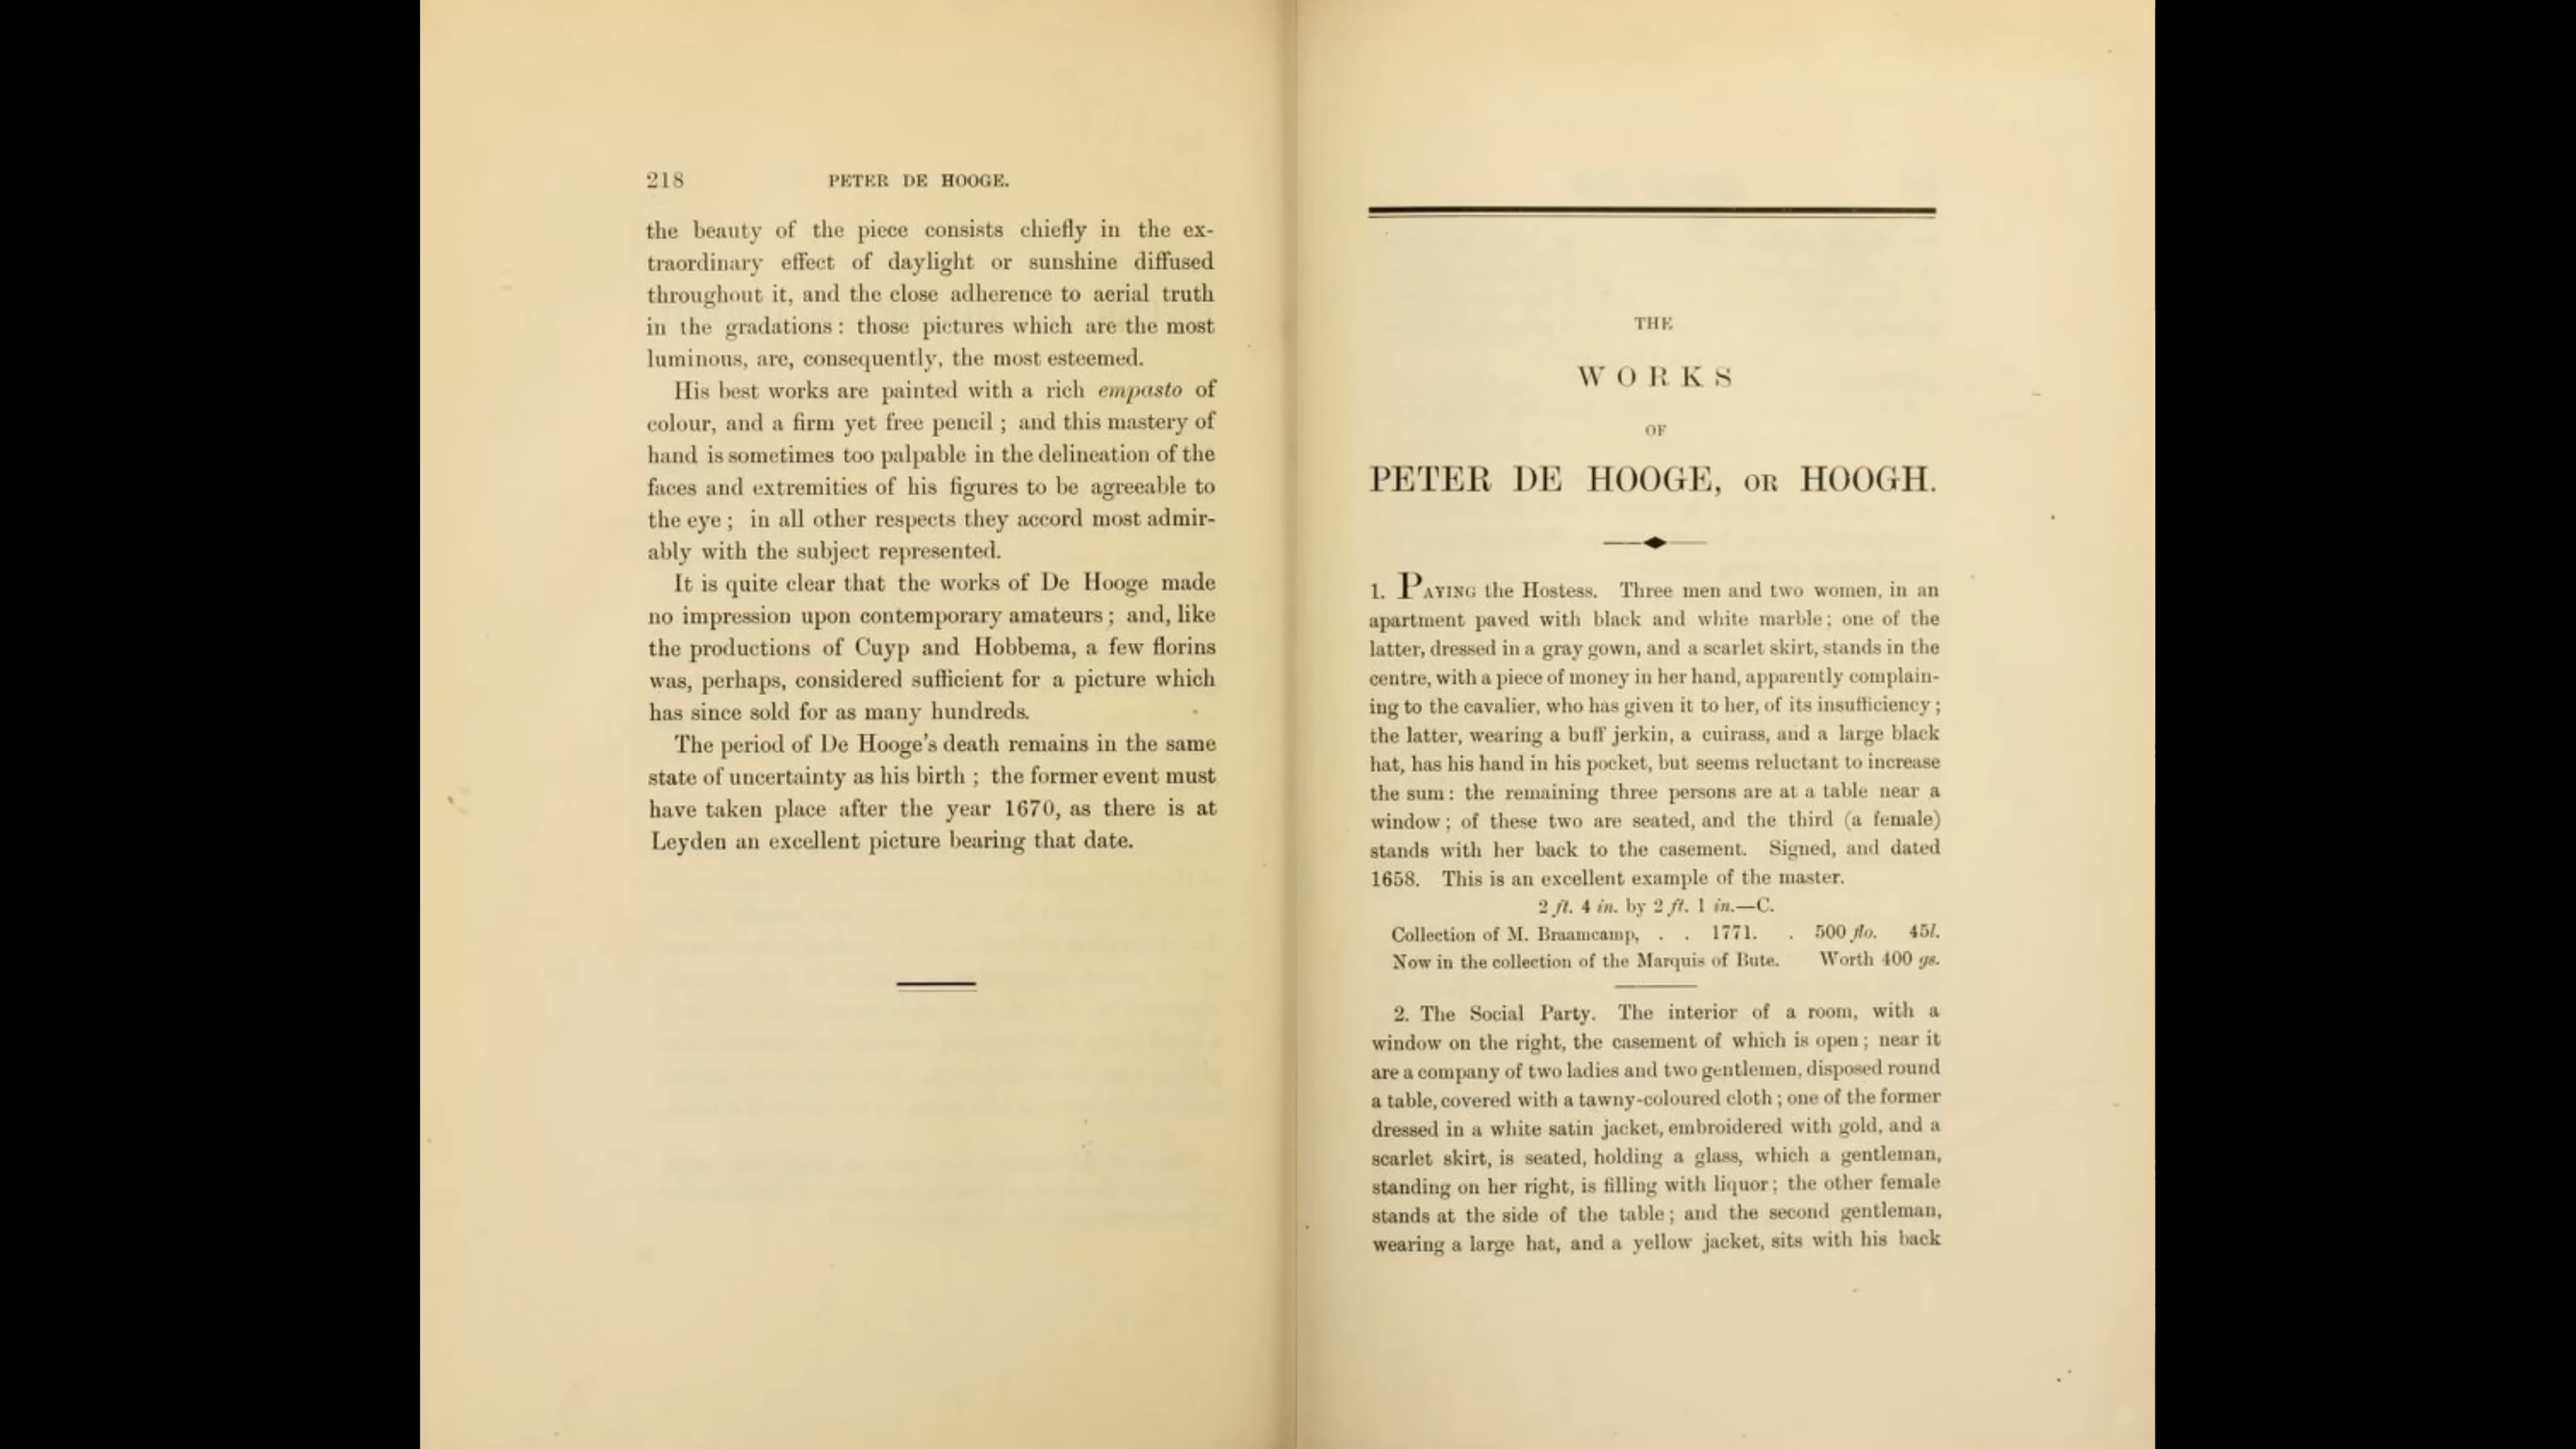 218 PETER DE HOOGE.
the beauty of the piece consists chiefly in the ex-
traordinary effect of daylight or sunshine diffused
throughout it, and the close adherence to aerial truth
in the gradations : those pictures which are the most
luminous, are, consequently, the most esteemed.
His best works are painted with a rich empasto of
colour, and a firm yet free pencil ; and this mastery of
hand is sometimes too palpable in the delineation of the
faces and extremities of his figures to be agreeable to
the eye ; in all other respects they accord most admir-
ably with the subject represented.
It is quite clear that the works of De Hooge made
no impression upon contemporary amateurs ; and, like
the productions of Cuyp and Hobbema, a few florins
was, perhaps, considered sufficient for a picture which
has since sold for as many hundreds.
The period of De Hooge's death remains in the same
state of uncertainty as his birth ; the former event must
have taken place after the year 1670, as there is at
Leyden an excellent picture bearing that date.
THE
WORKS
OF
PETER DE HOOGE, OR HOOGH.
1. PAYING the Hostess. Three men and two women, in an
apartment paved with black and white marble ; one of the
latter, dressed in a gray gown, and a scarlet skirt, stands in the
centre, with a piece of money in her hand, apparently complain-
ing to the cavalier, who has given it to her, of its insufficiency ;
the latter, wearing a buff jerkin, a cuirass, and a large black
hat, has his hand in his pocket, but seems reluctant to increase
the sum : the remaining three persons are at a table near a
window ; of these two are seated, and the third (a female)
stands with her back to the casement. Signed, and dated
1658. This is an excellent example of the master.
2 ft. 4 in. by 2 ft. 1 in.—C.
Collection of M. Braamcamp, . . 1771. . 500 flo. 45l.
Now in the collection of the Marquis of Bute. Worth 400 gs.
2. The Social Party. The interior of a room, with a
window on the right, the casement of which is open ; near it
are a company of two ladies and two gentlemen, disposed round
a table, covered with a tawny-coloured cloth ; one of the former
dressed in a white satin jacket, embroidered with gold, and a
scarlet skirt, is seated, holding a glass, which a gentleman,
standing on her right, is filling with liquor ; the other female
stands at the side of the table ; and the second gentleman,
wearing a large hat, and a yellow jacket, sits with his back